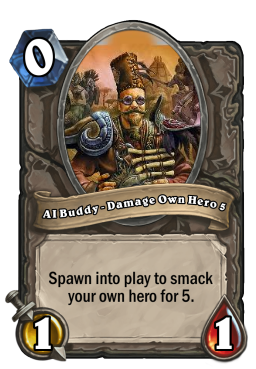 0
AI Buddy - Damage Own Hero 5
Spawn into play to smack
your own hero for 5.
1
1